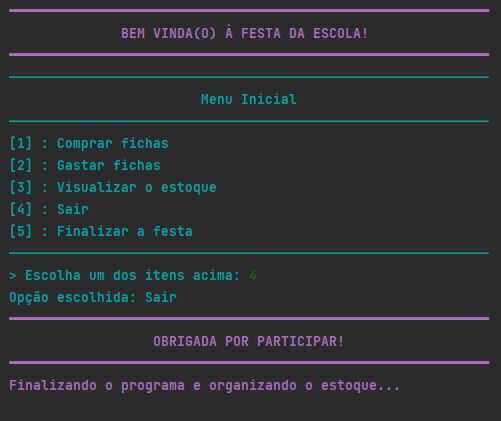 BEM VINDA(O) À FESTA DA ESCOLA!
Menu Inicial
[1] : Comprar fichas
[2] : Gastar fichas
[3] : Visualizar o estoque
[4] : Sair
[5] : Finalizar a festa
> Escolha um dos itens acima: 4
Opção escolhida: Sair
OBRIGADA POR PARTICIPAR!
Finalizando o programa e organizando o estoque...